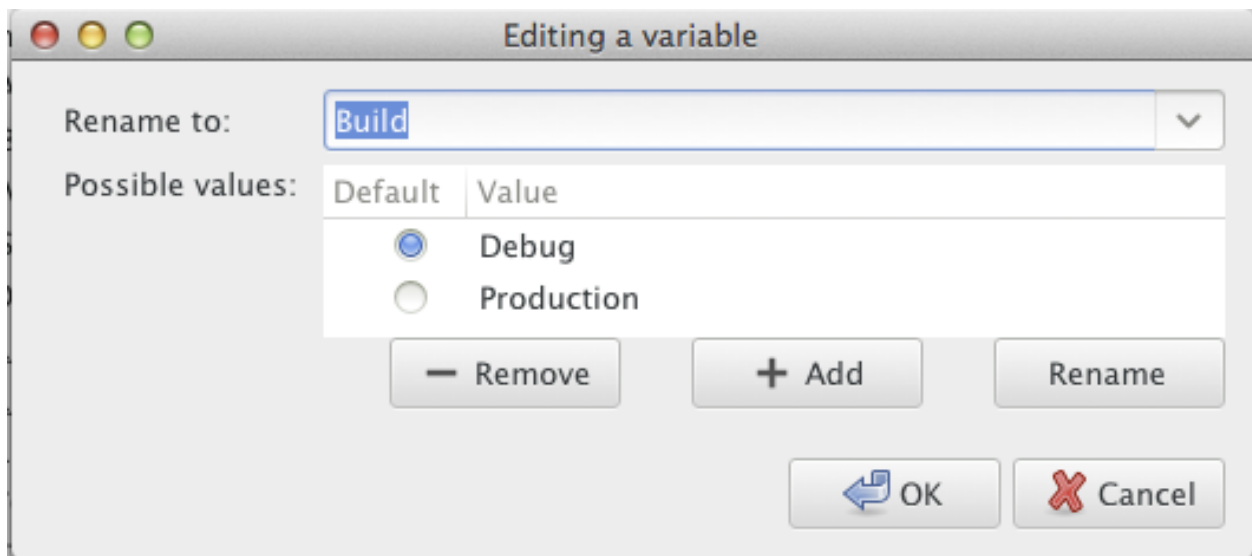 Editing a variable
Rename to: Build
Possible values: Default Value
Debug
Production
Remove Add Rename
OK Cancel